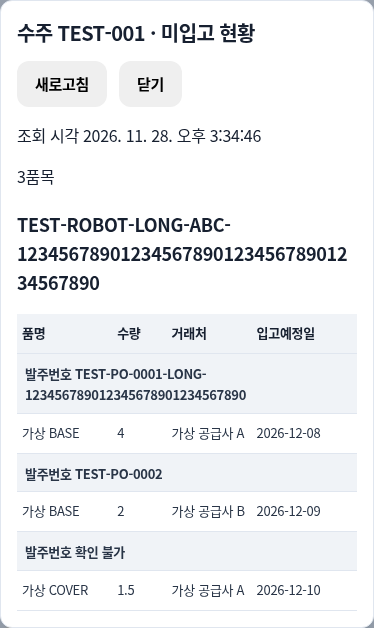 수주 TEST-001 · 미입고 현황
새로고침 닫기
조회 시각 2026. 11. 28. 오후 3:34:46
3품목
TEST-ROBOT-LONG-ABC-
12345678901234567890123456789012
34567890
품명 수량 거래처 입고예정일
발주번호 TEST-PO-0001-LONG-
123456789012345678901234567890
가상 BASE 4 가상 공급사 A 2026-12-08
발주번호 TEST-PO-0002
가상 BASE 2 가상 공급사 B 2026-12-09
발주번호 확인 불가
가상 COVER 1.5 가상 공급사 A 2026-12-10